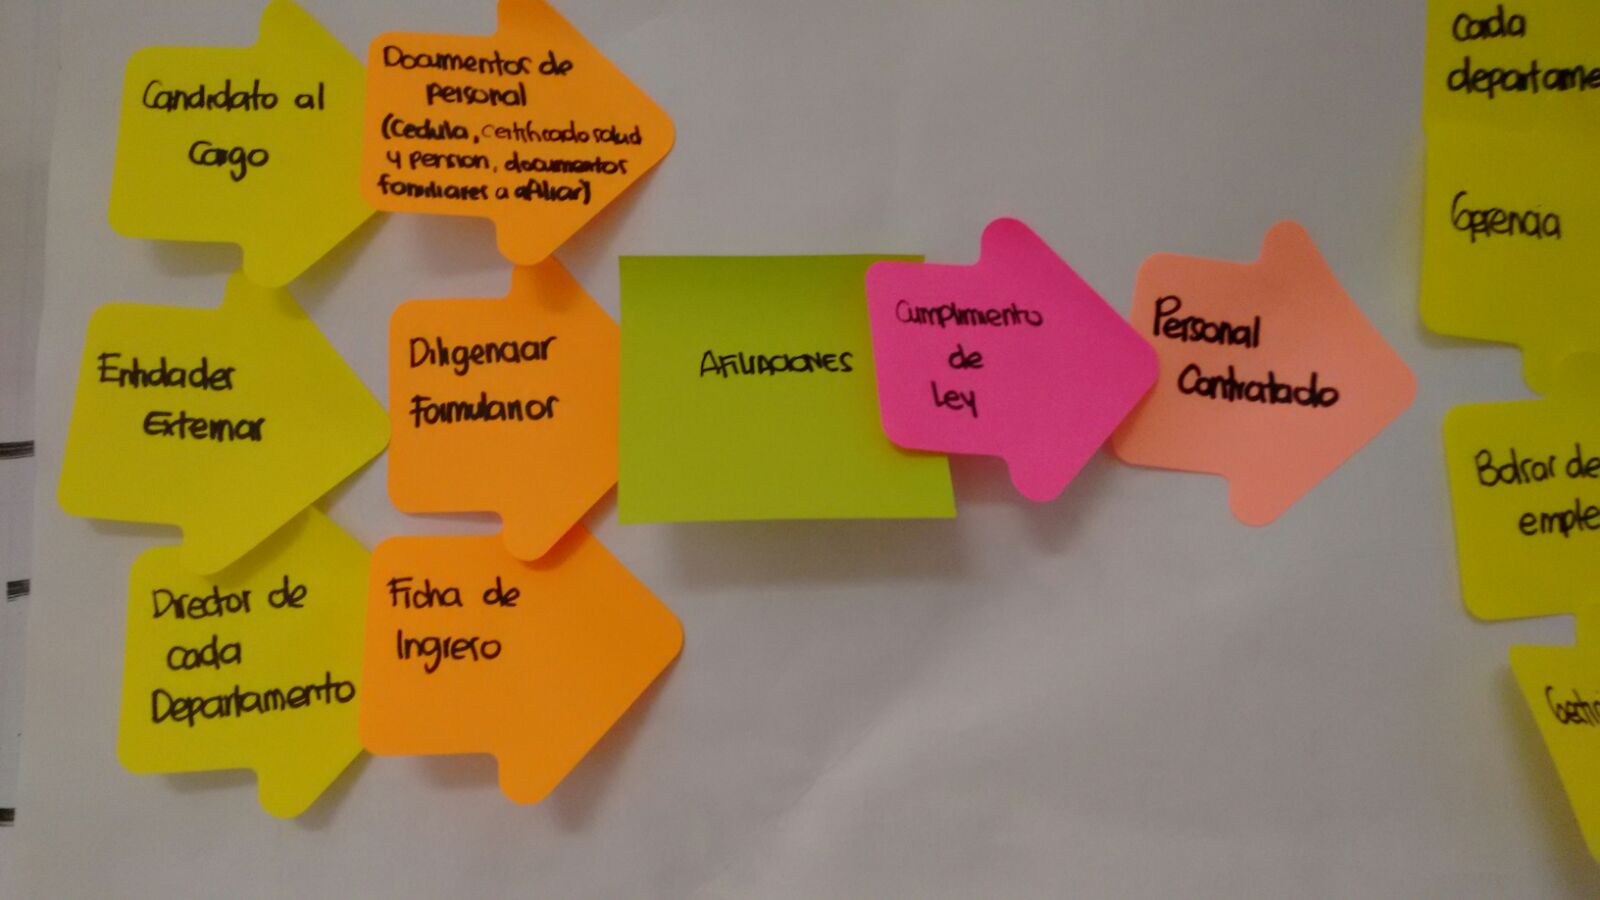 Candidato al
Cargo
Documentos de
personal
(Cedula, certificado salud
y pension, documentos
familiares a afiliar)
Entidades
Externas
Diligenciar
Formularios
AFILIACIONES
Cumplimiento
de
Ley
Personal
Contratado
Director de
cada
Departamento
Ficha de
Ingreso
cada
departame
Gerencia
Bolsas de
emple